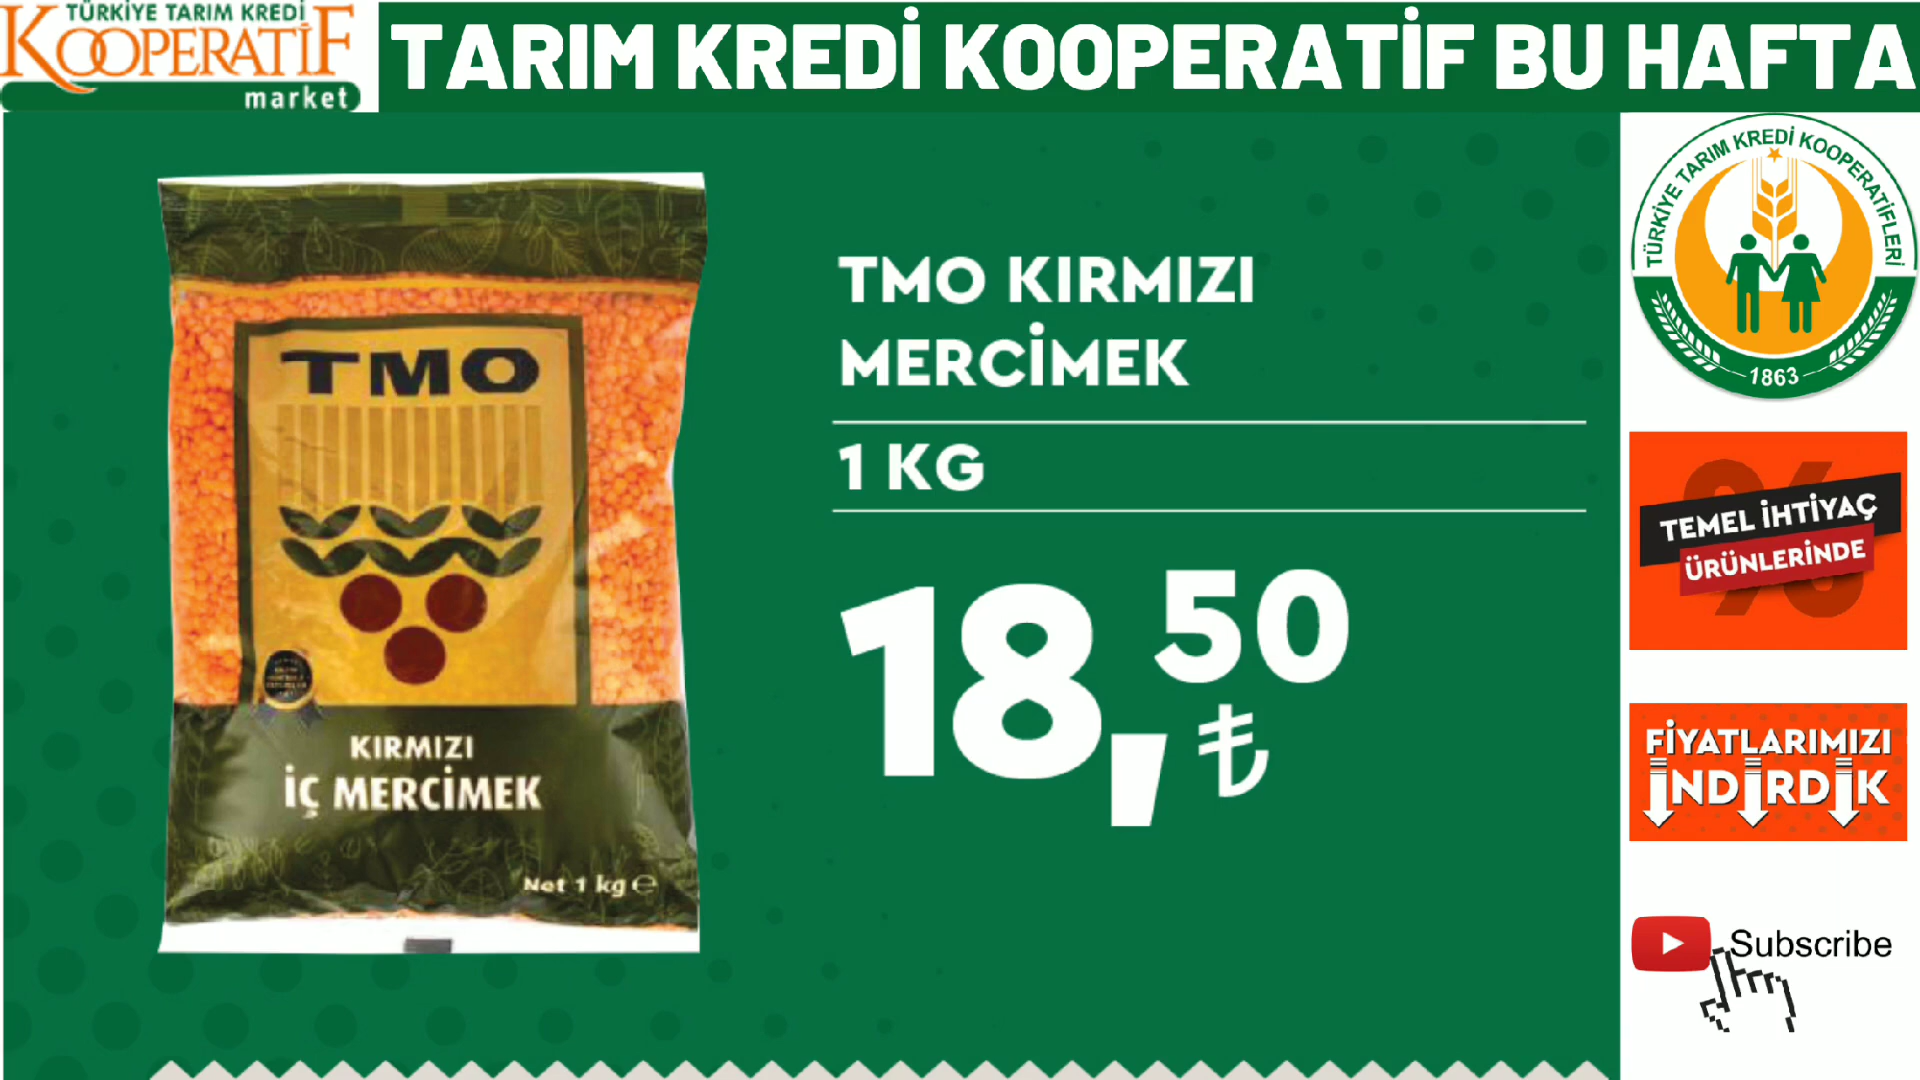 TÜRKİYE TARIM KREDİ
KOOPERATİF
market
TARIM KREDİ KOOPERATİF BU HAFTA
TMO
KIRMIZI
İÇ MERCİMEK
Net 1 kg e
TMO KIRMIZI
MERCİMEK
1 KG
18,50
₺
TÜRKİYE TARIM KREDİ KOOPERATİFLERİ
1863
%
TEMEL İHTİYAÇ
ÜRÜNLERİNDE
FİYATLARIMIZI
İNDİRDİK
Subscribe